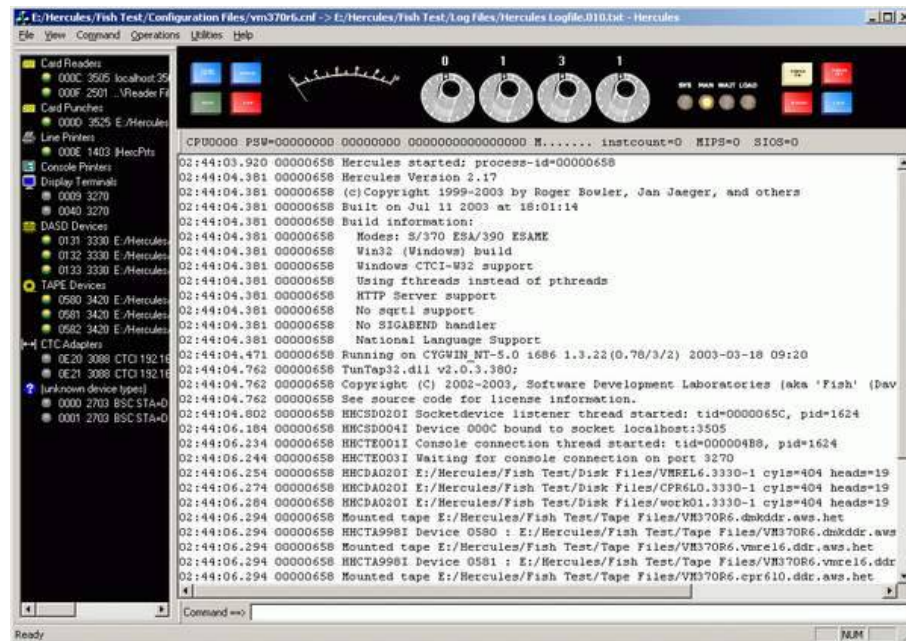 E:/Hercules/Fish Test/Configuration Files/vm370r6.cnf -> E:/Hercules/Fish Test/Log Files/Hercules Logfile.010.txt - Hercules
File View Command Operations Utilities Help
Card Readers
000C 3505 localhost:350
000F 2501 ..\Reader Fil
Card Punches
000D 3525 E:/Hercules
Line Printers
000E 1403 |HercPrts
Console Printers
Display Terminals
0009 3270
0040 3270
DASD Devices
0131 3330 E:/Hercules/
0132 3330 E:/Hercules/
0133 3330 E:/Hercules/
TAPE Devices
0580 3420 E:/Hercules/
0581 3420 E:/Hercules/
0582 3420 E:/Hercules/
CTC Adapters
0E20 3088 CTCI 192.16
0E21 3088 CTCI 192.16
(unknown device types)
0000 2703 BSC STA=D
0001 2703 BSC STA=D
0 1 3 1
SYS MAN WAIT LOAD
CPU0000 PSW=00000000 00000000 0000000000000000 M....... instcount=0 MIPS=0 SIOS=0
02:44:03.920 00000658 Hercules started; process-id=00000658
02:44:04.381 00000658 Hercules Version 2.17
02:44:04.381 00000658 (c)Copyright 1999-2003 by Roger Bowler, Jan Jaeger, and others
02:44:04.381 00000658 Built on Jul 11 2003 at 18:01:14
02:44:04.381 00000658 Build information:
02:44:04.381 00000658 Modes: S/370 ESA/390 ESAME
02:44:04.381 00000658 Win32 (Windows) build
02:44:04.381 00000658 Windows CTCI-W32 support
02:44:04.381 00000658 Using fthreads instead of pthreads
02:44:04.381 00000658 HTTP Server support
02:44:04.381 00000658 No sqrtl support
02:44:04.381 00000658 No SIGABEND handler
02:44:04.381 00000658 National Language Support
02:44:04.471 00000658 Running on CYGWIN_NT-5.0 i686 1.3.22(0.78/3/2) 2003-03-18 09:20
02:44:04.762 00000658 TunTap32.dll v2.0.3.380;
02:44:04.762 00000658 Copyright (C) 2002-2003, Software Development Laboratories (aka 'Fish' (Dav
02:44:04.762 00000658 See source code for license information.
02:44:04.802 00000658 HHCSD020I Socketdevice listener thread started: tid=0000065C, pid=1624
02:44:06.184 00000658 HHCSD004I Device 000C bound to socket localhost:3505
02:44:06.234 00000658 HHCTE001I Console connection thread started: tid=000004B8, pid=1624
02:44:06.244 00000658 HHCTE003I Waiting for console connection on port 3270
02:44:06.254 00000658 HHCDA020I E:/Hercules/Fish Test/Disk Files/VMREL6.3330-1 cyls=404 heads=19
02:44:06.274 00000658 HHCDA020I E:/Hercules/Fish Test/Disk Files/CPR6L0.3330-1 cyls=404 heads=19
02:44:06.284 00000658 HHCDA020I E:/Hercules/Fish Test/Disk Files/work01.3330-1 cyls=404 heads=19
02:44:06.294 00000658 Mounted tape E:/Hercules/Fish Test/Tape Files/VM370R6.dmkddr.aws.het
02:44:06.294 00000658 HHCTA998I Device 0580 : E:/Hercules/Fish Test/Tape Files/VM370R6.dmkddr.aws
02:44:06.294 00000658 Mounted tape E:/Hercules/Fish Test/Tape Files/VM370R6.vmrel6.ddr.aws.het
02:44:06.294 00000658 HHCTA998I Device 0581 : E:/Hercules/Fish Test/Tape Files/VM370R6.vmrel6.ddr
02:44:06.294 00000658 Mounted tape E:/Hercules/Fish Test/Tape Files/VM370R6.cpr6l0.ddr.aws.het
Command ==>
Ready
NUM